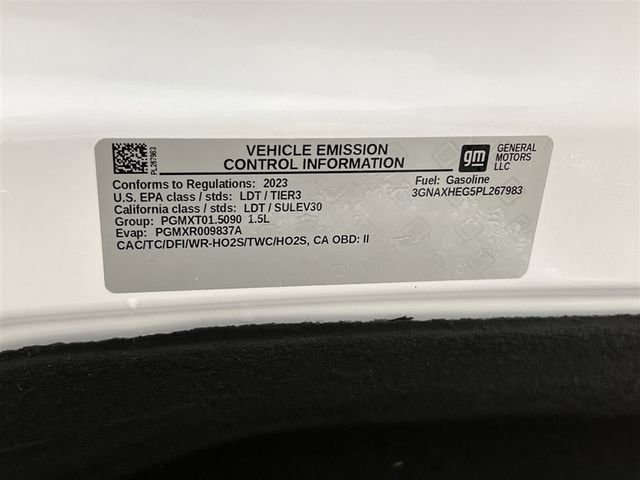 PL267983
VEHICLE EMISSION
CONTROL INFORMATION
gm
GENERAL
MOTORS
LLC
Conforms to Regulations: 2023
Fuel: Gasoline
U.S. EPA class / stds: LDT / TIER3
3GNAXHEG5PL267983
California class / stds: LDT / SULEV30
Group: PGMXT01.5090 1.5L
Evap: PGMXR009837A
CAC/TC/DFI/WR-HO2S/TWC/HO2S, CA OBD: II